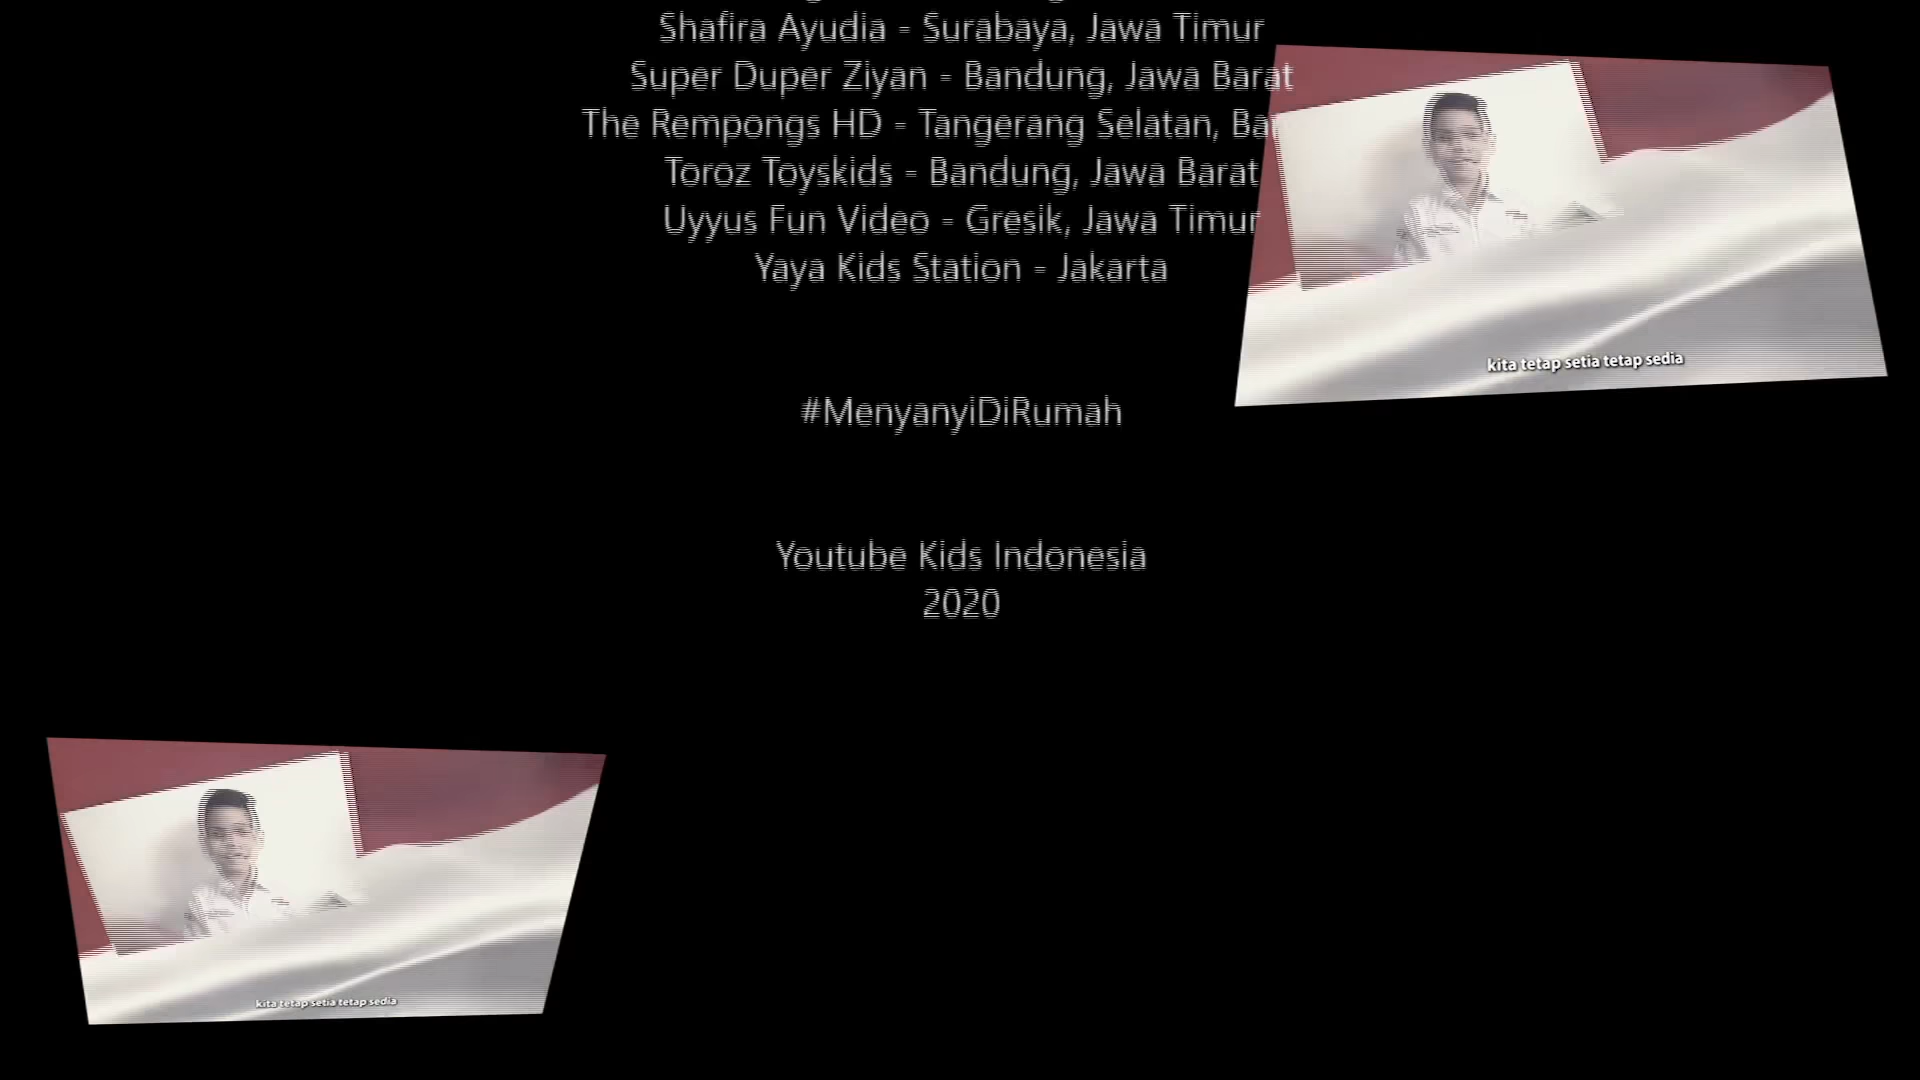 Shafira Ayudia - Surabaya, Jawa Timur
Super Duper Ziyan - Bandung, Jawa Barat
The Rempongs HD - Tangerang Selatan,
Toroz Toyskids - Bandung, Jawa Barat
Uyyus Fun Video - Gresik, Jawa Timur
Yaya Kids Station - Jakarta
kita tetap setia tetap sedia
#MenyanyiDiRumah
Youtube Kids Indonesia
2020
kita tetap setia tetap sedia